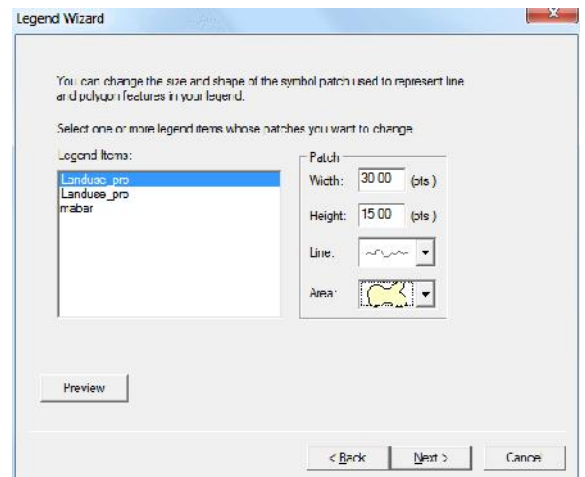 Legend Wizard
You can change the size and shape of the symbol patch used to represent line
and polygon features in your legend.
Select one or more legend items whose patches you want to change
Legend Items:
Landuse_pro
Landuse_pro
mabar
Patch
Width: 30.00 (pts.)
Height: 15.00 (pts.)
Line:
Area:
Preview
< Back Next > Cancel